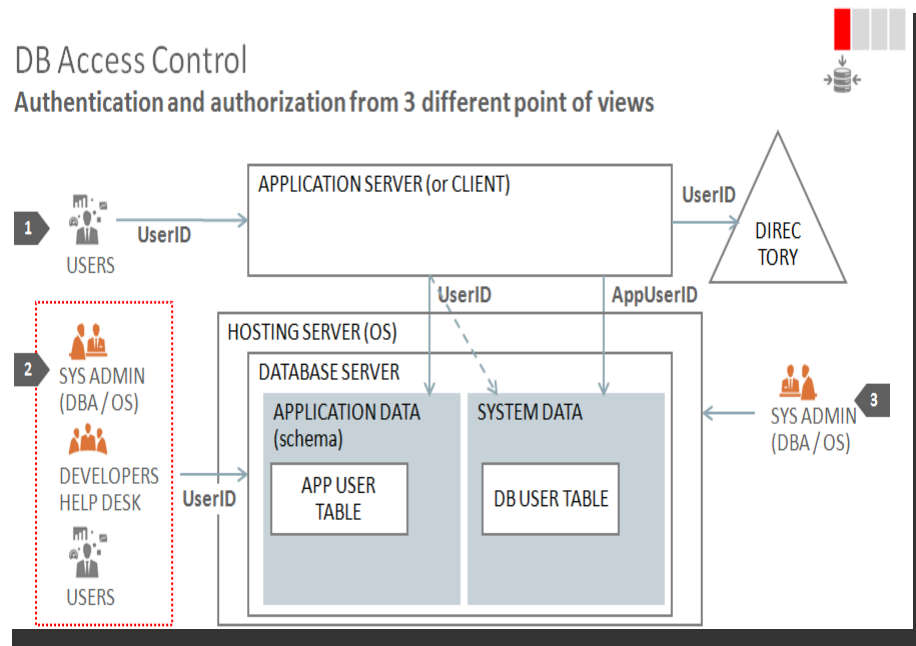 DB Access Control
Authentication and authorization from 3 different point of views
APPLICATION SERVER (or CLIENT)
UserID
DIREC
TORY
1
UserID
USERS
UserID
AppUserID
HOSTING SERVER (OS)
DATABASE SERVER
2
SYS ADMIN
(DBA / OS)
DEVELOPERS
HELP DESK
USERS
UserID
APPLICATION DATA
(schema)
APP USER
TABLE
SYSTEM DATA
DB USER TABLE
3
SYS ADMIN
(DBA / OS)